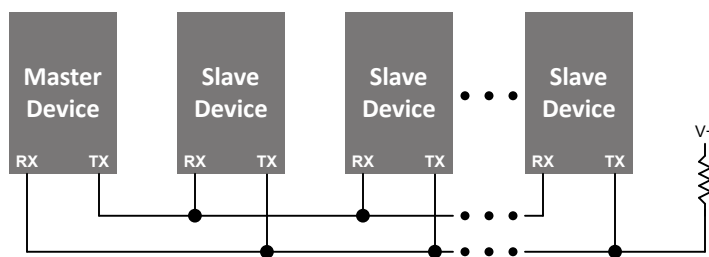 Master
Device
Slave
Device
Slave
Device
Slave
Device
RX TX
RX TX
RX TX
RX TX
V-